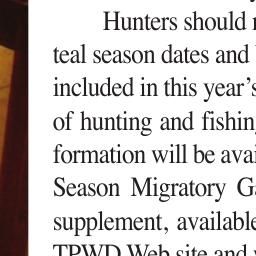 Hunters should
teal season dates and
included in this year's
of hunting and
formation will be
Season Migratory
supplement, available
TPWD Web site and